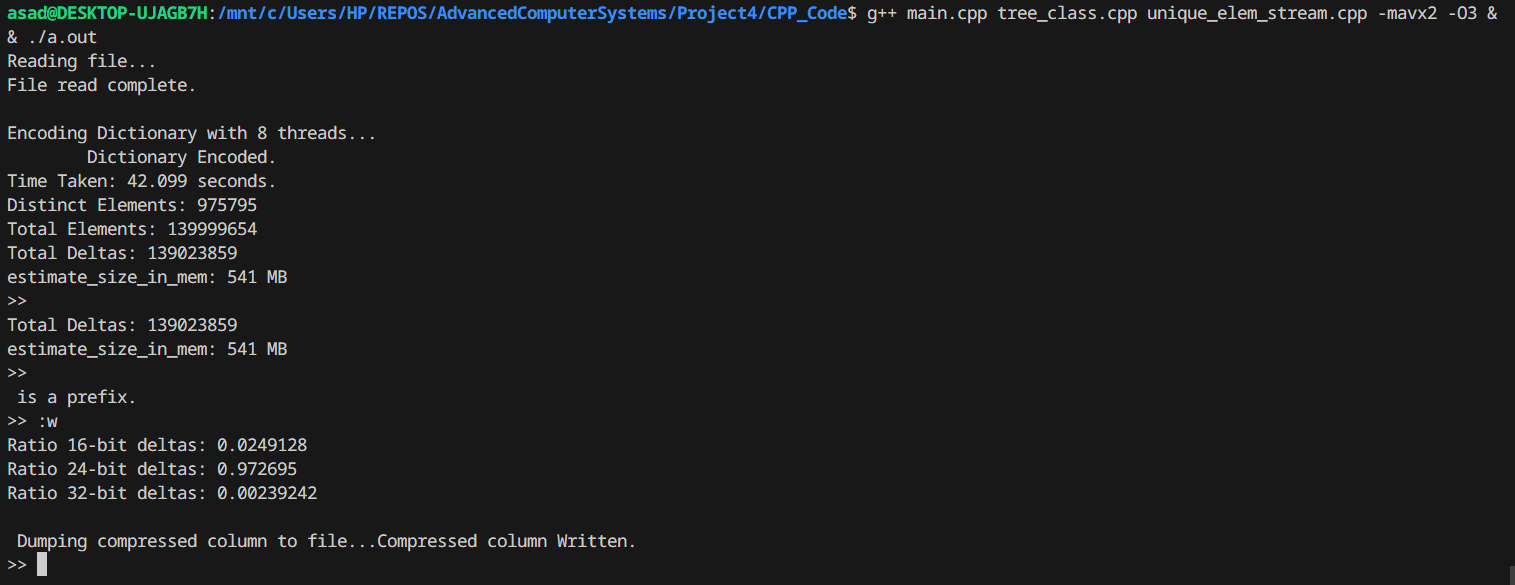 asad@DESKTOP-UJAGB7H:/mnt/c/Users/HP/REPOS/AdvancedComputerSystems/Project4/CPP_Code$ g++ main.cpp tree_class.cpp unique_elem_stream.cpp -mavx2 -O3 &
& ./a.out
Reading file...
File read complete.

Encoding Dictionary with 8 threads...
        Dictionary Encoded.
Time Taken: 42.099 seconds.
Distinct Elements: 975795
Total Elements: 139999654
Total Deltas: 139023859
estimate_size_in_mem: 541 MB
>>
Total Deltas: 139023859
estimate_size_in_mem: 541 MB
>>
 is a prefix.
>> :w
Ratio 16-bit deltas: 0.0249128
Ratio 24-bit deltas: 0.972695
Ratio 32-bit deltas: 0.00239242

 Dumping compressed column to file...Compressed column Written.
>>